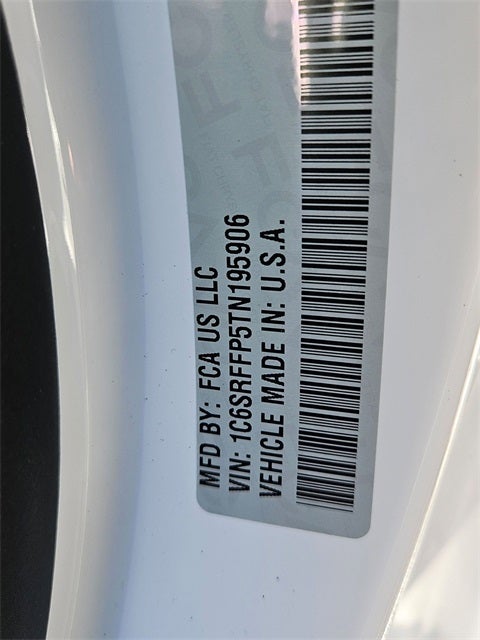 MFD BY: FCA US LLC
VIN: 1C6SRFFP5TN195906
VEHICLE MADE IN: U.S.A.